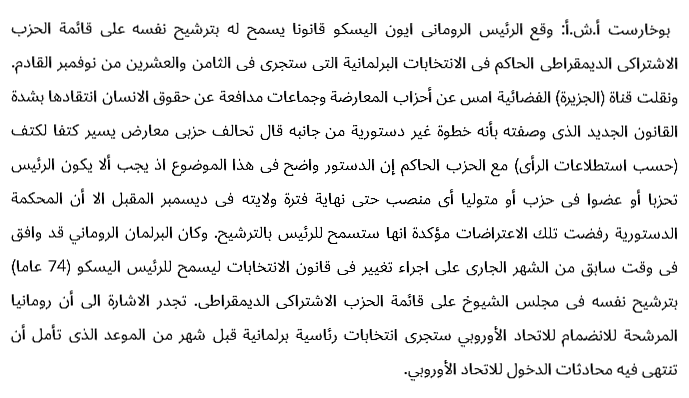 بوخارست أ.ش.أ: وقع الرئيس الرومانى ايون اليسكو قانونا يسمح له بترشيح نفسه على قائمة الحزب
الاشتراكى الديمقراطى الحاكم فى الانتخابات البرلمانية التى ستجرى فى الثامن والعشرين من نوفمبر القادم.
ونقلت قناة (الجزيرة) الفضائية امس عن أحزاب المعارضة وجماعات مدافعة عن حقوق الانسان انتقادها بشدة
القانون الجديد الذى وصفته بأنه خطوة غير دستورية من جانبه قال تحالف حزبى معارض يسير كتفا لكتف
(حسب استطلاعات الرأى) مع الحزب الحاكم إن الدستور واضح فى هذا الموضوع اذ يجب ألا يكون الرئيس
تحزبا أو عضوا فى حزب أو متوليا أى منصب حتى نهاية فترة ولايته فى ديسمبر المقبل الا أن المحكمة
الدستورية رفضت تلك الاعتراضات مؤكدة انها ستسمح للرئيس بالترشيح. وكان البرلمان الروماني قد وافق
فى وقت سابق من الشهر الجارى على اجراء تغيير فى قانون الانتخابات ليسمح للرئيس اليسكو (74 عاما)
بترشيح نفسه فى مجلس الشيوخ على قائمة الحزب الاشتراكى الديمقراطى. تجدر الاشارة الى أن رومانيا
المرشحة للانضمام للاتحاد الأوروبي ستجرى انتخابات رئاسية برلمانية قبل شهر من الموعد الذى تأمل أن
تنتهى فيه محادثات الدخول للاتحاد الأوروبي.